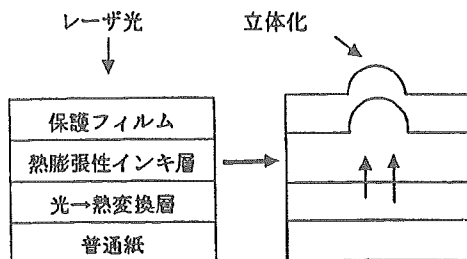 レーザ光
立体化
保護フィルム
熱膨張性インキ層
光→熱変換層
普通紙